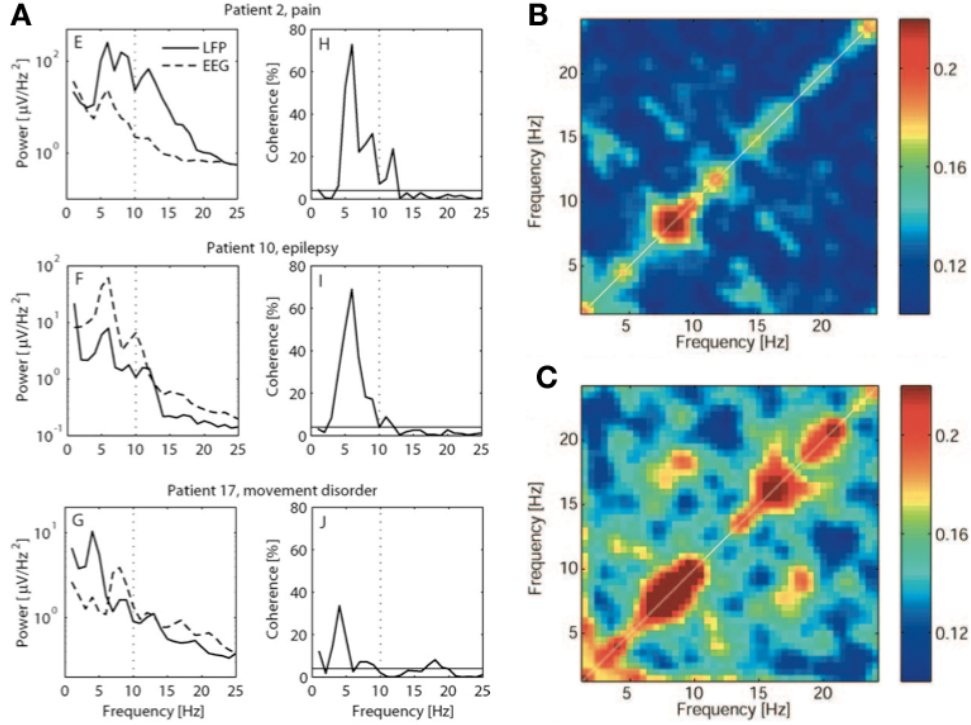 A
Patient 2, pain
E
LFP
EEG
Power [ µV/Hz²]
10²
10⁰
0 5 10 15 20 25
H
Coherence [%]
80
60
40
20
0
0 5 10 15 20 25
Patient 10, epilepsy
F
Power [ µV/Hz²]
10²
10¹
10⁰
10⁻¹
0 5 10 15 20 25
I
Coherence [%]
80
60
40
20
0
0 5 10 15 20 25
Patient 17, movement disorder
G
Power [ µV/Hz²]
10¹
10⁰
0 5 10 15 20 25
Frequency [Hz]
J
Coherence [%]
80
60
40
20
0
0 5 10 15 20 25
Frequency [Hz]
B
Frequency [Hz]
20
15
10
5
5 10 20
Frequency [Hz]
0.2
0.16
0.12
C
Frequency [Hz]
20
15
10
5
5 10 15 20
Frequency [Hz]
0.2
0.16
0.12